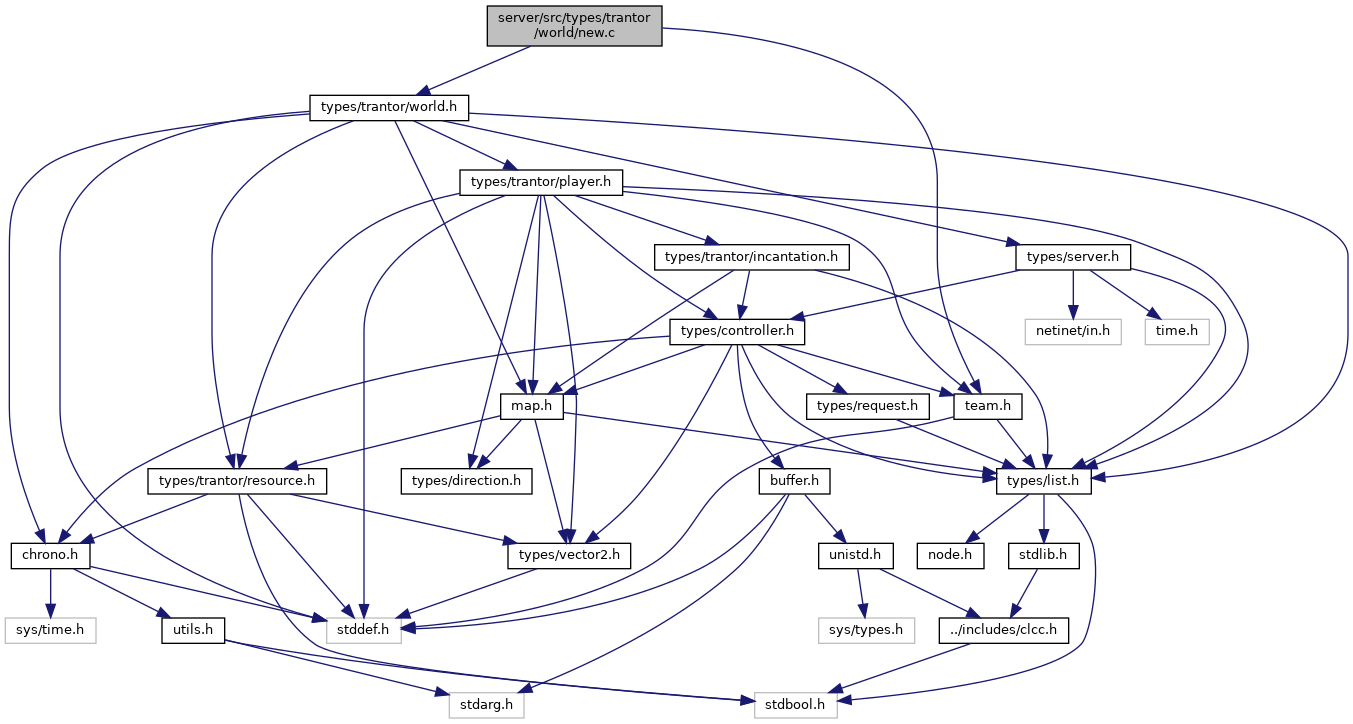 server/src/types/trantor
/world/new.c
types/trantor/world.h
types/trantor/player.h
types/trantor/incantation.h
types/server.h
types/controller.h
netinet/in.h
time.h
map.h
types/request.h
team.h
types/trantor/resource.h
types/direction.h
buffer.h
types/list.h
chrono.h
types/vector2.h
unistd.h
node.h
stdlib.h
sys/time.h
utils.h
stddef.h
sys/types.h
../includes/clcc.h
stdarg.h
stdbool.h